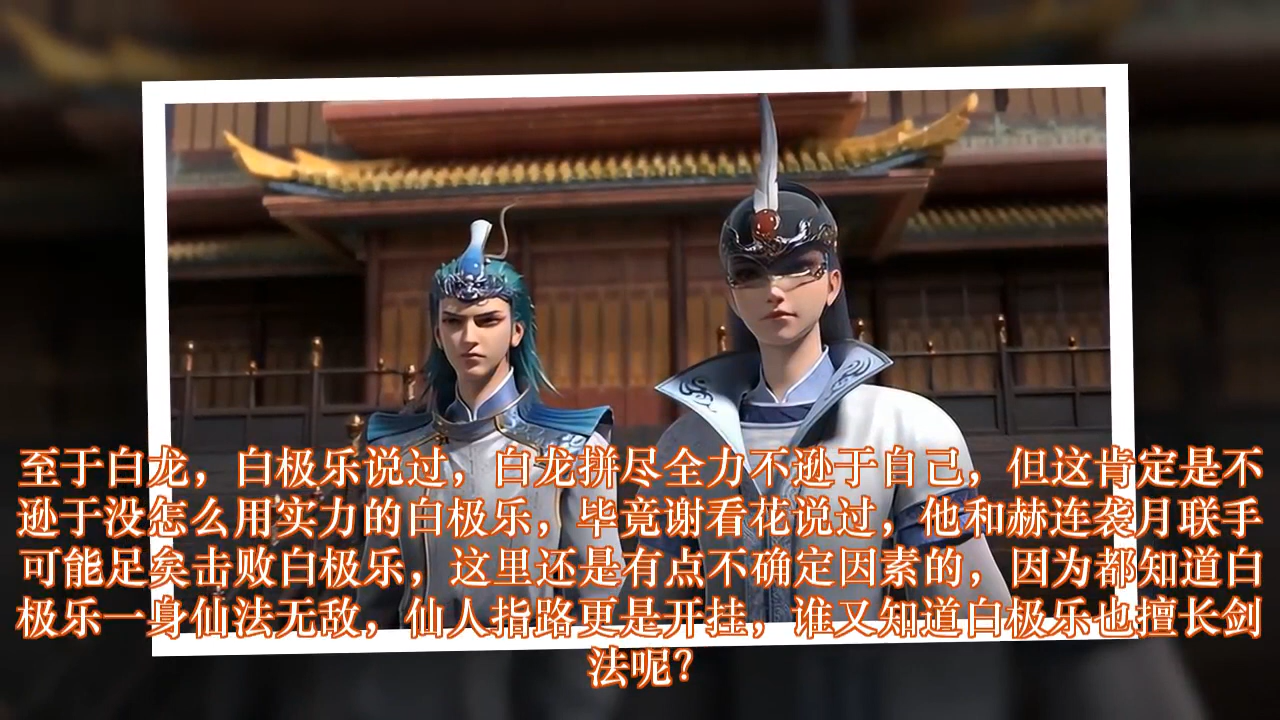 至于白龙，白极乐说过，白龙拼尽全力不逊于自己，但这肯定是不
逊于没怎么用实力的白极乐，毕竟谢看花说过，他和赫连袭月联手
可能足矣击败白极乐，这里还是有点不确定因素的，因为都知道白
极乐一身仙法无敌，仙人指路更是开挂，谁又知道白极乐也擅长剑
法呢？